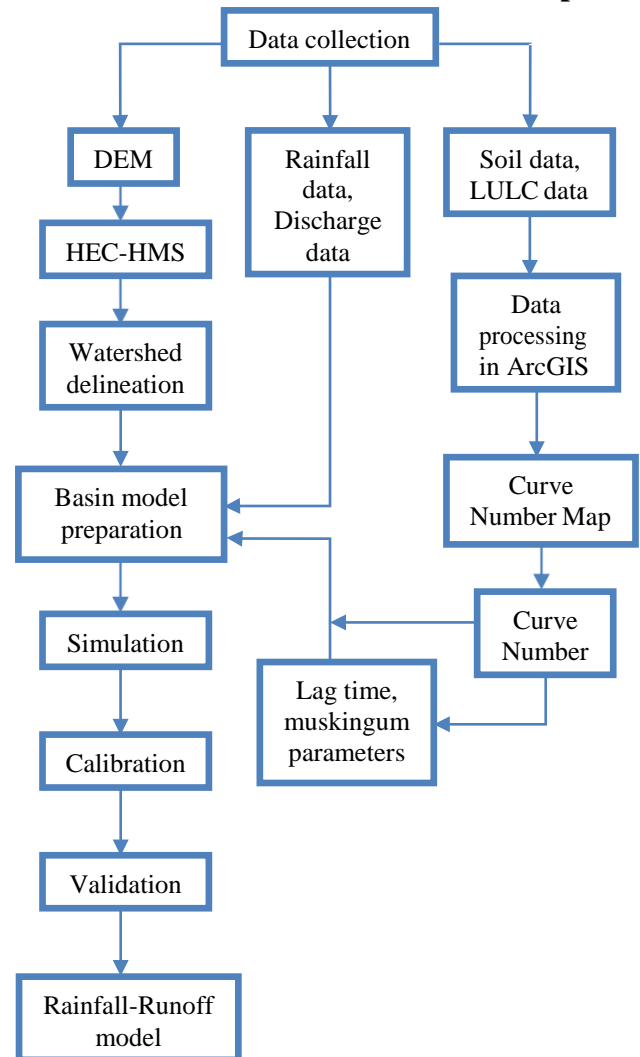 Data collection
DEM
Rainfall
data,
Discharge
data
Soil data,
LULC data
HEC-HMS
Data
processing
in ArcGIS
Watershed
delineation
Curve
Number Map
Basin model
preparation
Curve
Number
Simulation
Lag time,
muskingum
parameters
Calibration
Validation
Rainfall-Runoff
model